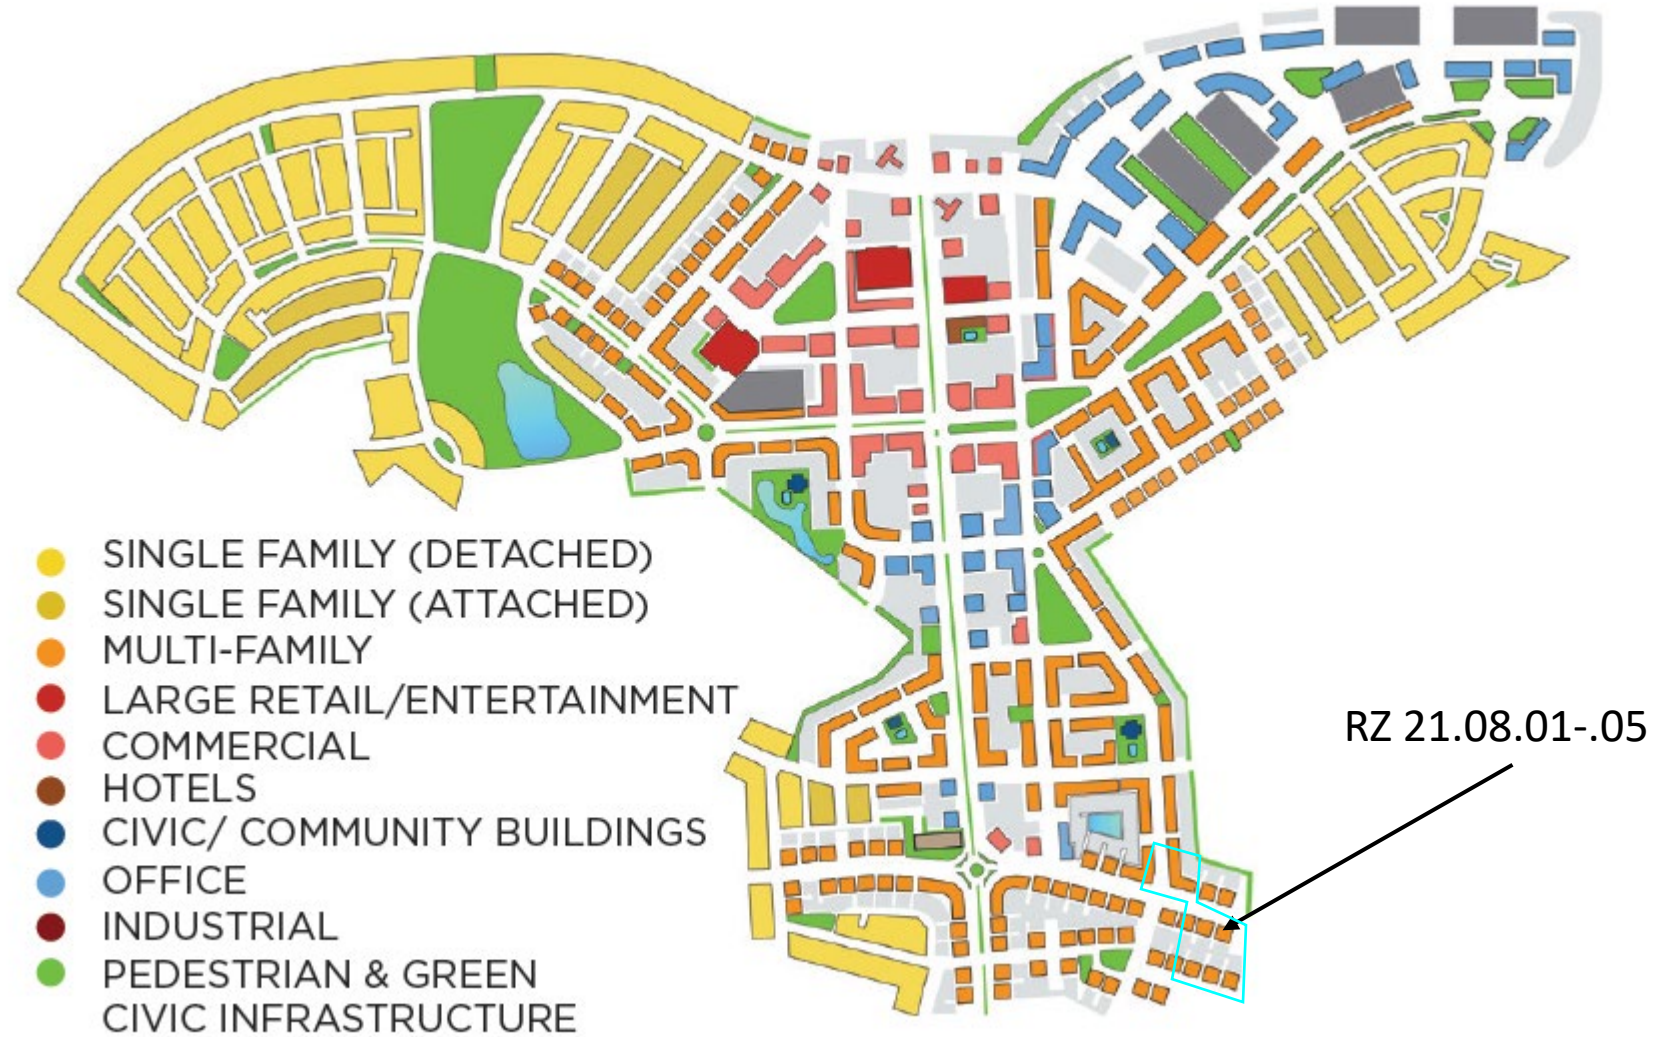 SINGLE FAMILY (DETACHED)
SINGLE FAMILY (ATTACHED)
MULTI-FAMILY
LARGE RETAIL/ENTERTAINMENT
COMMERCIAL
HOTELS
CIVIC/ COMMUNITY BUILDINGS
OFFICE
INDUSTRIAL
PEDESTRIAN & GREEN
CIVIC INFRASTRUCTURE
RZ 21.08.01-.05